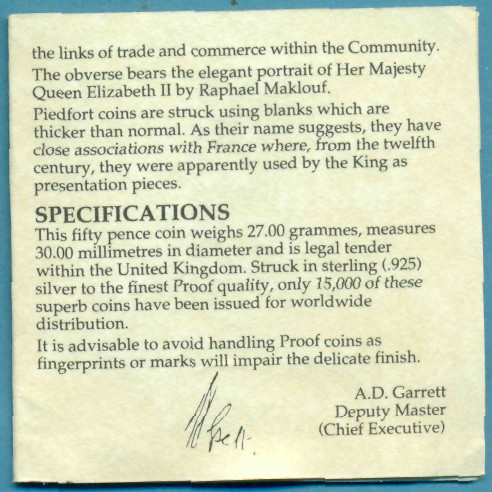 the links of trade and commerce within the Community.
The obverse bears the elegant portrait of Her Majesty
Queen Elizabeth II by Raphael Maklouf.
Piedfort coins are struck using blanks which are
thicker than normal. As their name suggests, they have
close associations with France where, from the twelfth
century, they were apparently used by the King as
presentation pieces.
SPECIFICATIONS
This fifty pence coin weighs 27.00 grammes, measures
30.00 millimetres in diameter and is legal tender
within the United Kingdom. Struck in sterling (.925)
silver to the finest Proof quality, only 15,000 of these
superb coins have been issued for worldwide
distribution.
It is advisable to avoid handling Proof coins as
fingerprints or marks will impair the delicate finish.
A.D. Garrett
Deputy Master
(Chief Executive)